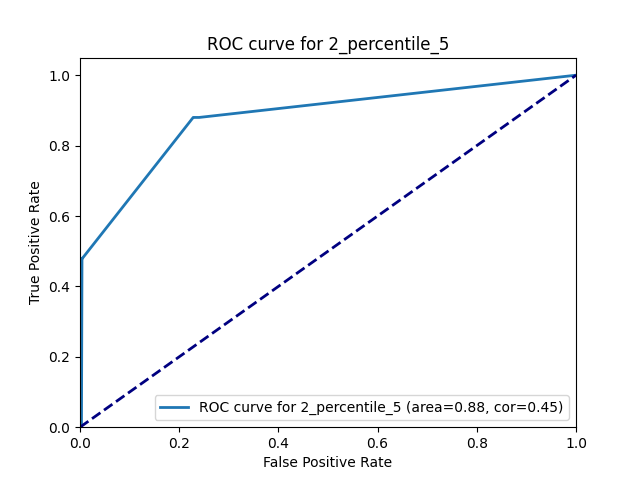 ROC curve for 2_percentile_5
1.0
0.8
0.6
0.4
0.2
0.0
True Positive Rate
ROC curve for 2_percentile_5 (area=0.88, cor=0.45)
0.0 0.2 0.4 0.6 0.8 1.0
False Positive Rate